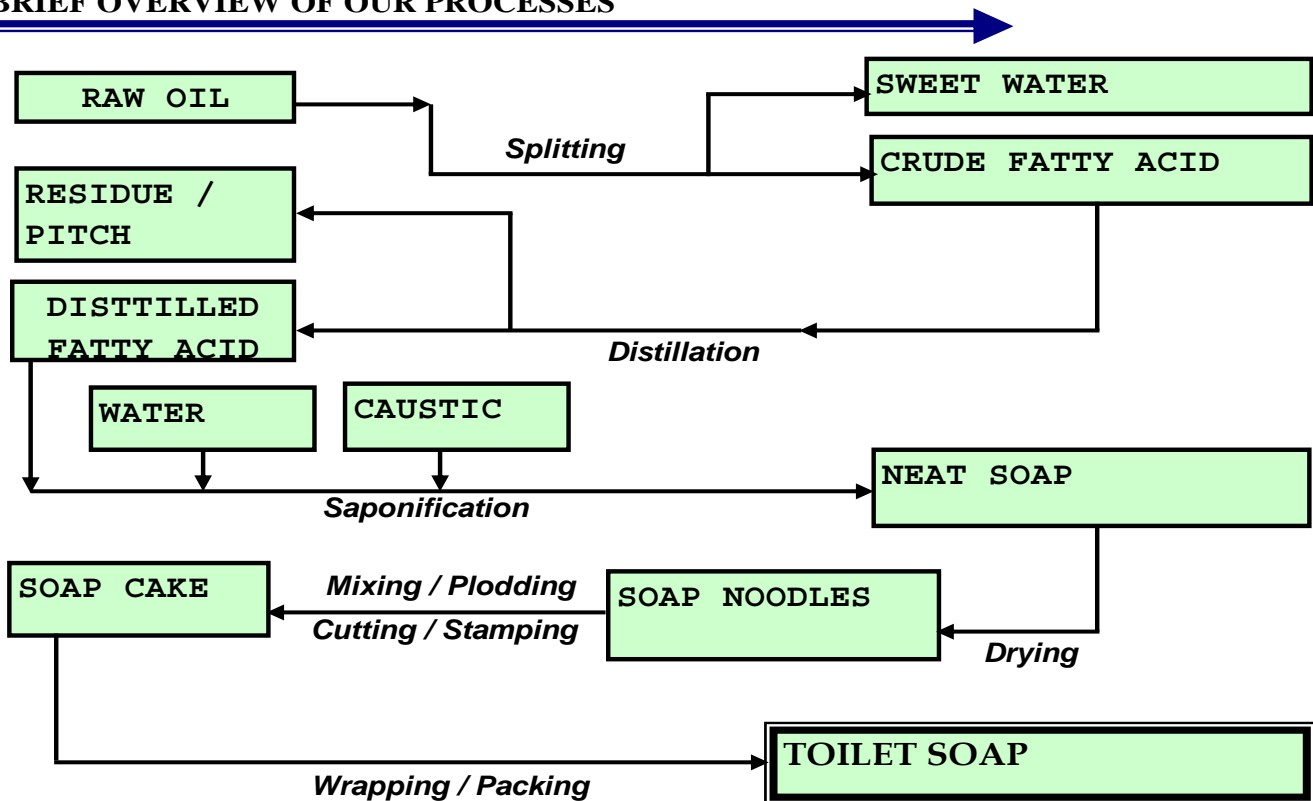 BRIEF OVERVIEW OF OUR PROCESSES
RAW OIL
SWEET WATER
Splitting
CRUDE FATTY ACID
RESIDUE /
PITCH
DISTTILLED
FATTY ACID
Distillation
WATER
CAUSTIC
NEAT SOAP
Saponification
SOAP CAKE
Mixing / Plodding
Cutting / Stamping
SOAP NOODLES
Drying
TOILET SOAP
Wrapping / Packing